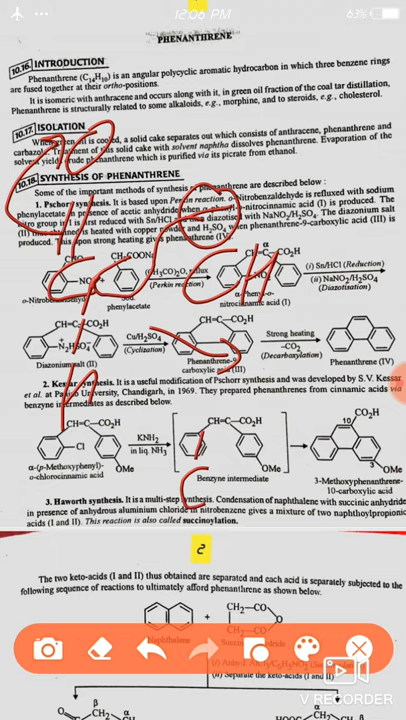 12:06 PM
63%
PHENANTHRENE
10.16. INTRODUCTION
Phenanthrene (C14H10) is an angular polycyclic aromatic hydrocarbon in which three benzene rings
are fused together at their ortho-positions.
It is isomeric with anthracene and occurs along with it, in green oil fraction of the coal tar distillation.
Phenanthrene is structurally related to some alkaloids, e.g., morphine, and to steroids, e.g., cholesterol.
10.17. ISOLATION
When green oil is cooled, a solid cake separates out which consists of anthracene, phenanthrene and
carbazole. Treatment of this solid cake with solvent naphtha dissolves phenanthrene. Evaporation of the
solvent yields crude phenanthrene which is purified via its picrate from ethanol.
10.18. SYNTHESIS OF PHENANTHRENE
Some of the important methods of synthesis of phenanthrene are described below :
1. Pschorr synthesis. It is based upon Perkin reaction. o-Nitrobenzaldehyde is refluxed with sodium
phenylacetate in presence of acetic anhydride when α-phenyl-o-nitrocinnamic acid (I) is produced. The
nitro group in (I) is first reduced with Sn/HCl and then diazotised with NaNO2/H2SO4. The diazonium salt
(II) thus obtained is heated with copper powder and H2SO4 when phenanthrene-9-carboxylic acid (III) is
produced. This upon strong heating gives phenanthrene (IV).
CH2COONa
CH=C—CO2H
α
(CH3CO)2O, reflux
(Perkin reaction)
NO2
(i) Sn/HCl (Reduction)
(ii) NaNO2/H2SO4
(Diazotisation)
o-Nitrobenzaldehyde
phenylacetate
α-Phenyl-o-
nitrocinnamic acid (I)
CH=C—CO2H
Cu/H2SO4
(Cyclization)
CH=C—CO2H
Strong heating
–CO2
(Decarboxylation)
Diazonium salt (II)
Phenanthrene-9-
carboxylic acid (III)
Phenanthrene (IV)
2. Kessar synthesis. It is a useful modification of Pschorr synthesis and was developed by S.V. Kessar
et al. at Panjab University, Chandigarh, in 1969. They prepared phenanthrenes from cinnamic acids via
benzyne intermediates as described below.
CH=C—CO2H
Cl
OMe
KNH2
in liq. NH3
CH=C—CO2H
OMe
CO2H
10
3
OMe
α-(p-Methoxyphenyl)-
o-chlorocinnamic acid
Benzyne intermediate
3-Methoxyphenanthrene-
10-carboxylic acid
3. Haworth synthesis. It is a multi-step synthesis. Condensation of naphthalene with succinic anhydride
in presence of anhydrous aluminium chloride in nitrobenzene gives a mixture of two naphthoylpropionic
acids (I and II). This reaction is also called succinoylation.
2
The two keto-acids (I and II) thus obtained are separated and each acid is separately subjected to the
following sequence of reactions to ultimately afford phenanthrene as shown below.
+
CH2—CO
O
CH2—CO
(ii) Separate the keto-acids (I and II)
V RECORDER
β
CH2
α
β
α